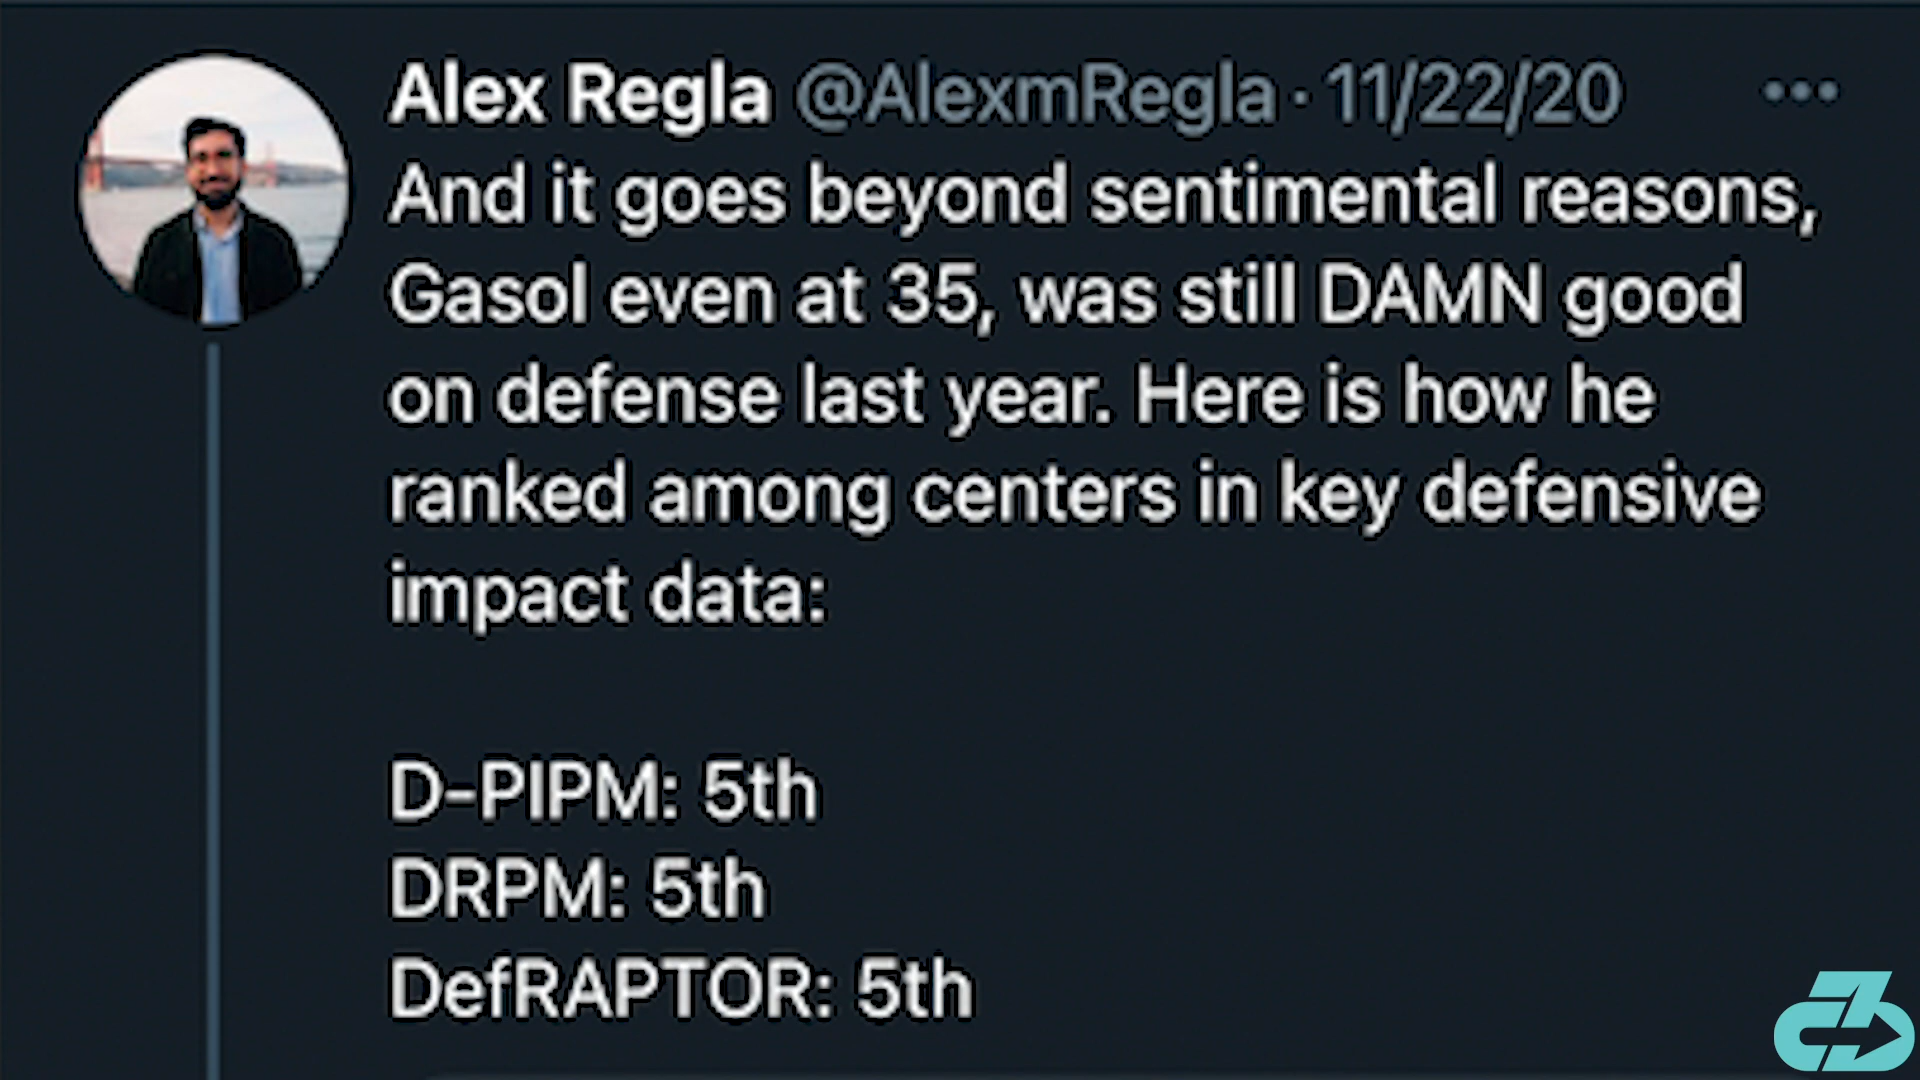 Alex Regla @AlexmRegla · 11/22/20
And it goes beyond sentimental reasons,
Gasol even at 35, was still DAMN good
on defense last year. Here is how he
ranked among centers in key defensive
impact data:
D-PIPM: 5th
DRPM: 5th
DefRAPTOR: 5th